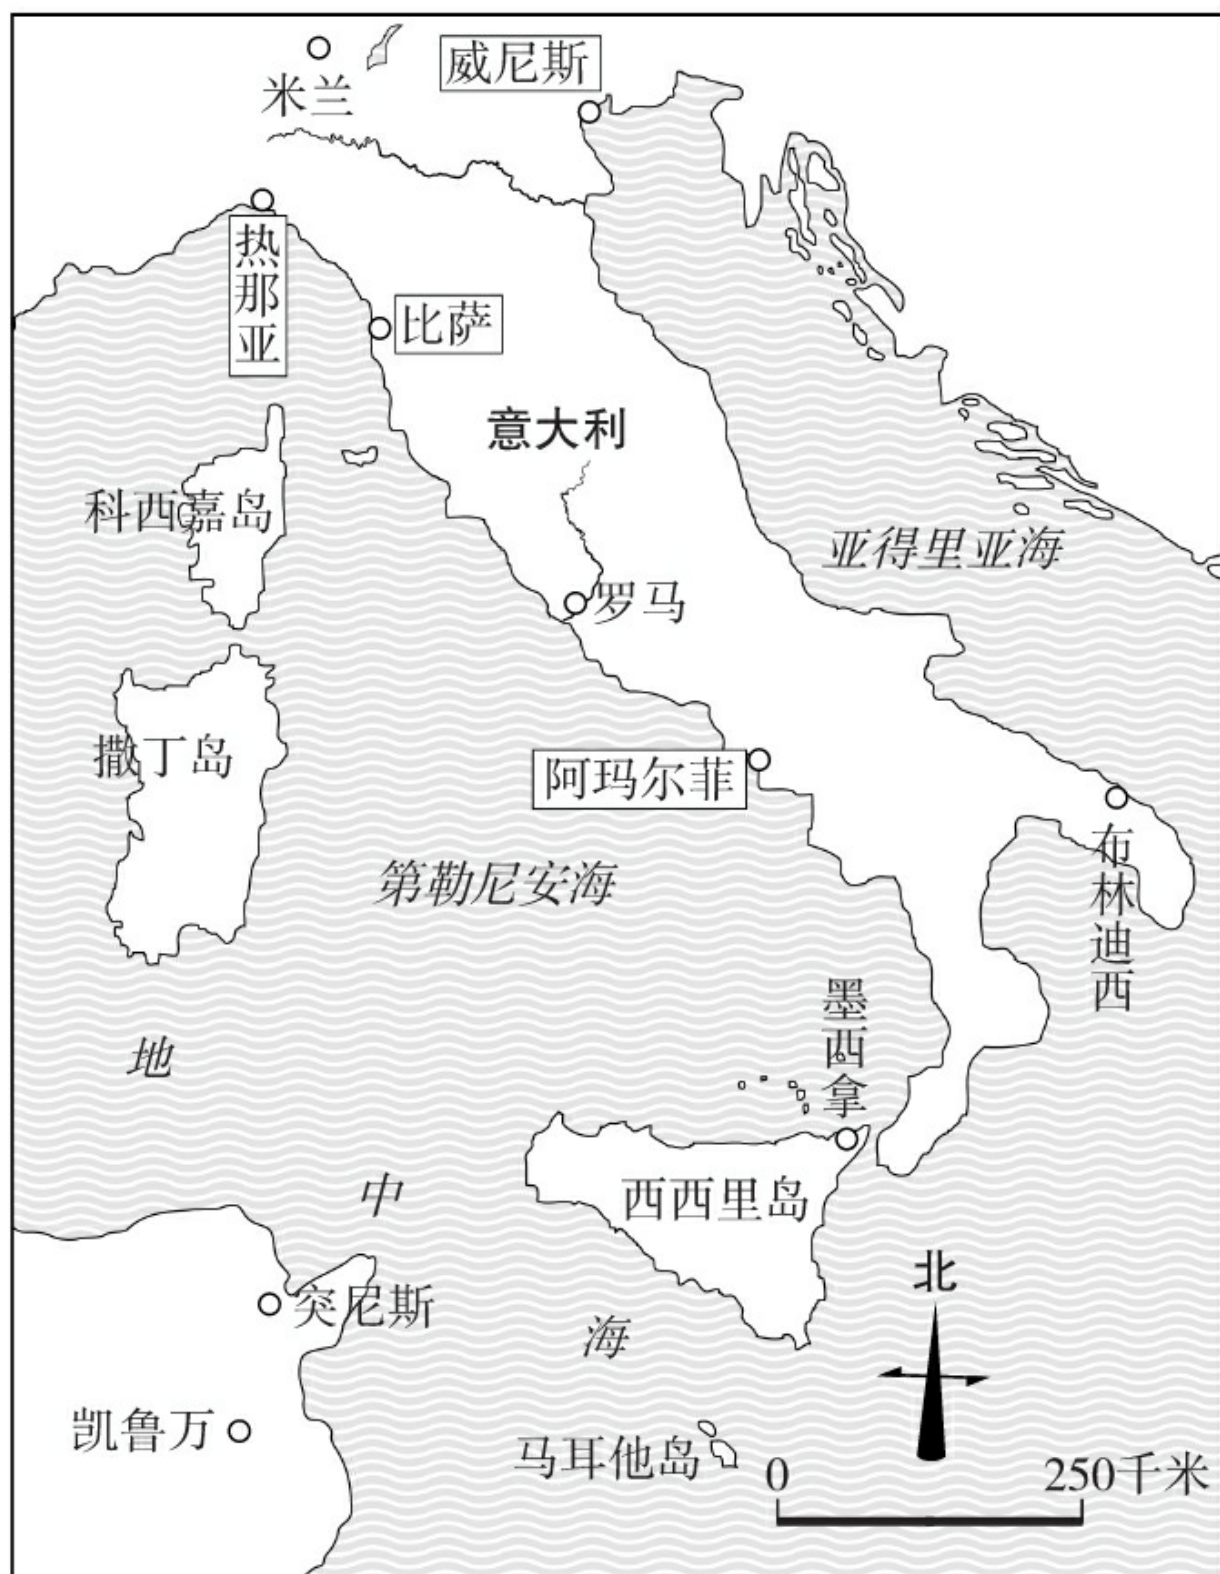 米兰
威尼斯
热那亚
比萨
意大利
科西嘉岛
亚得里亚海
罗马
撒丁岛
阿玛尔菲
布林迪西
第勒尼安海
墨西拿
地
中
海
西西里岛
北
突尼斯
凯鲁万
马耳他岛
0
250千米